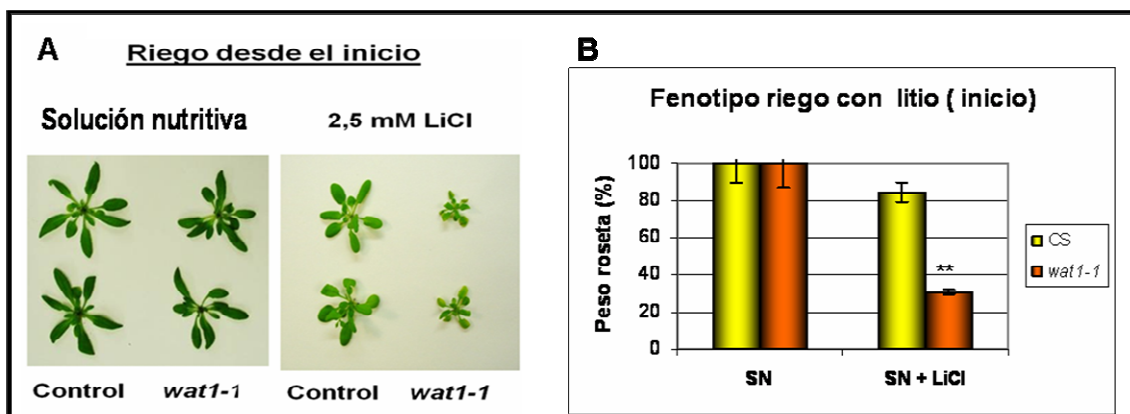 A
Riego desde el inicio
Solución nutritiva
2,5 mM LiCl
Control
wat1-1
Control
wat1-1
B
Fenotipo riego con litio ( inicio)
Peso roseta (%)
100
80
60
40
20
0
**
SN
SN + LiCl
CS
wat1-1